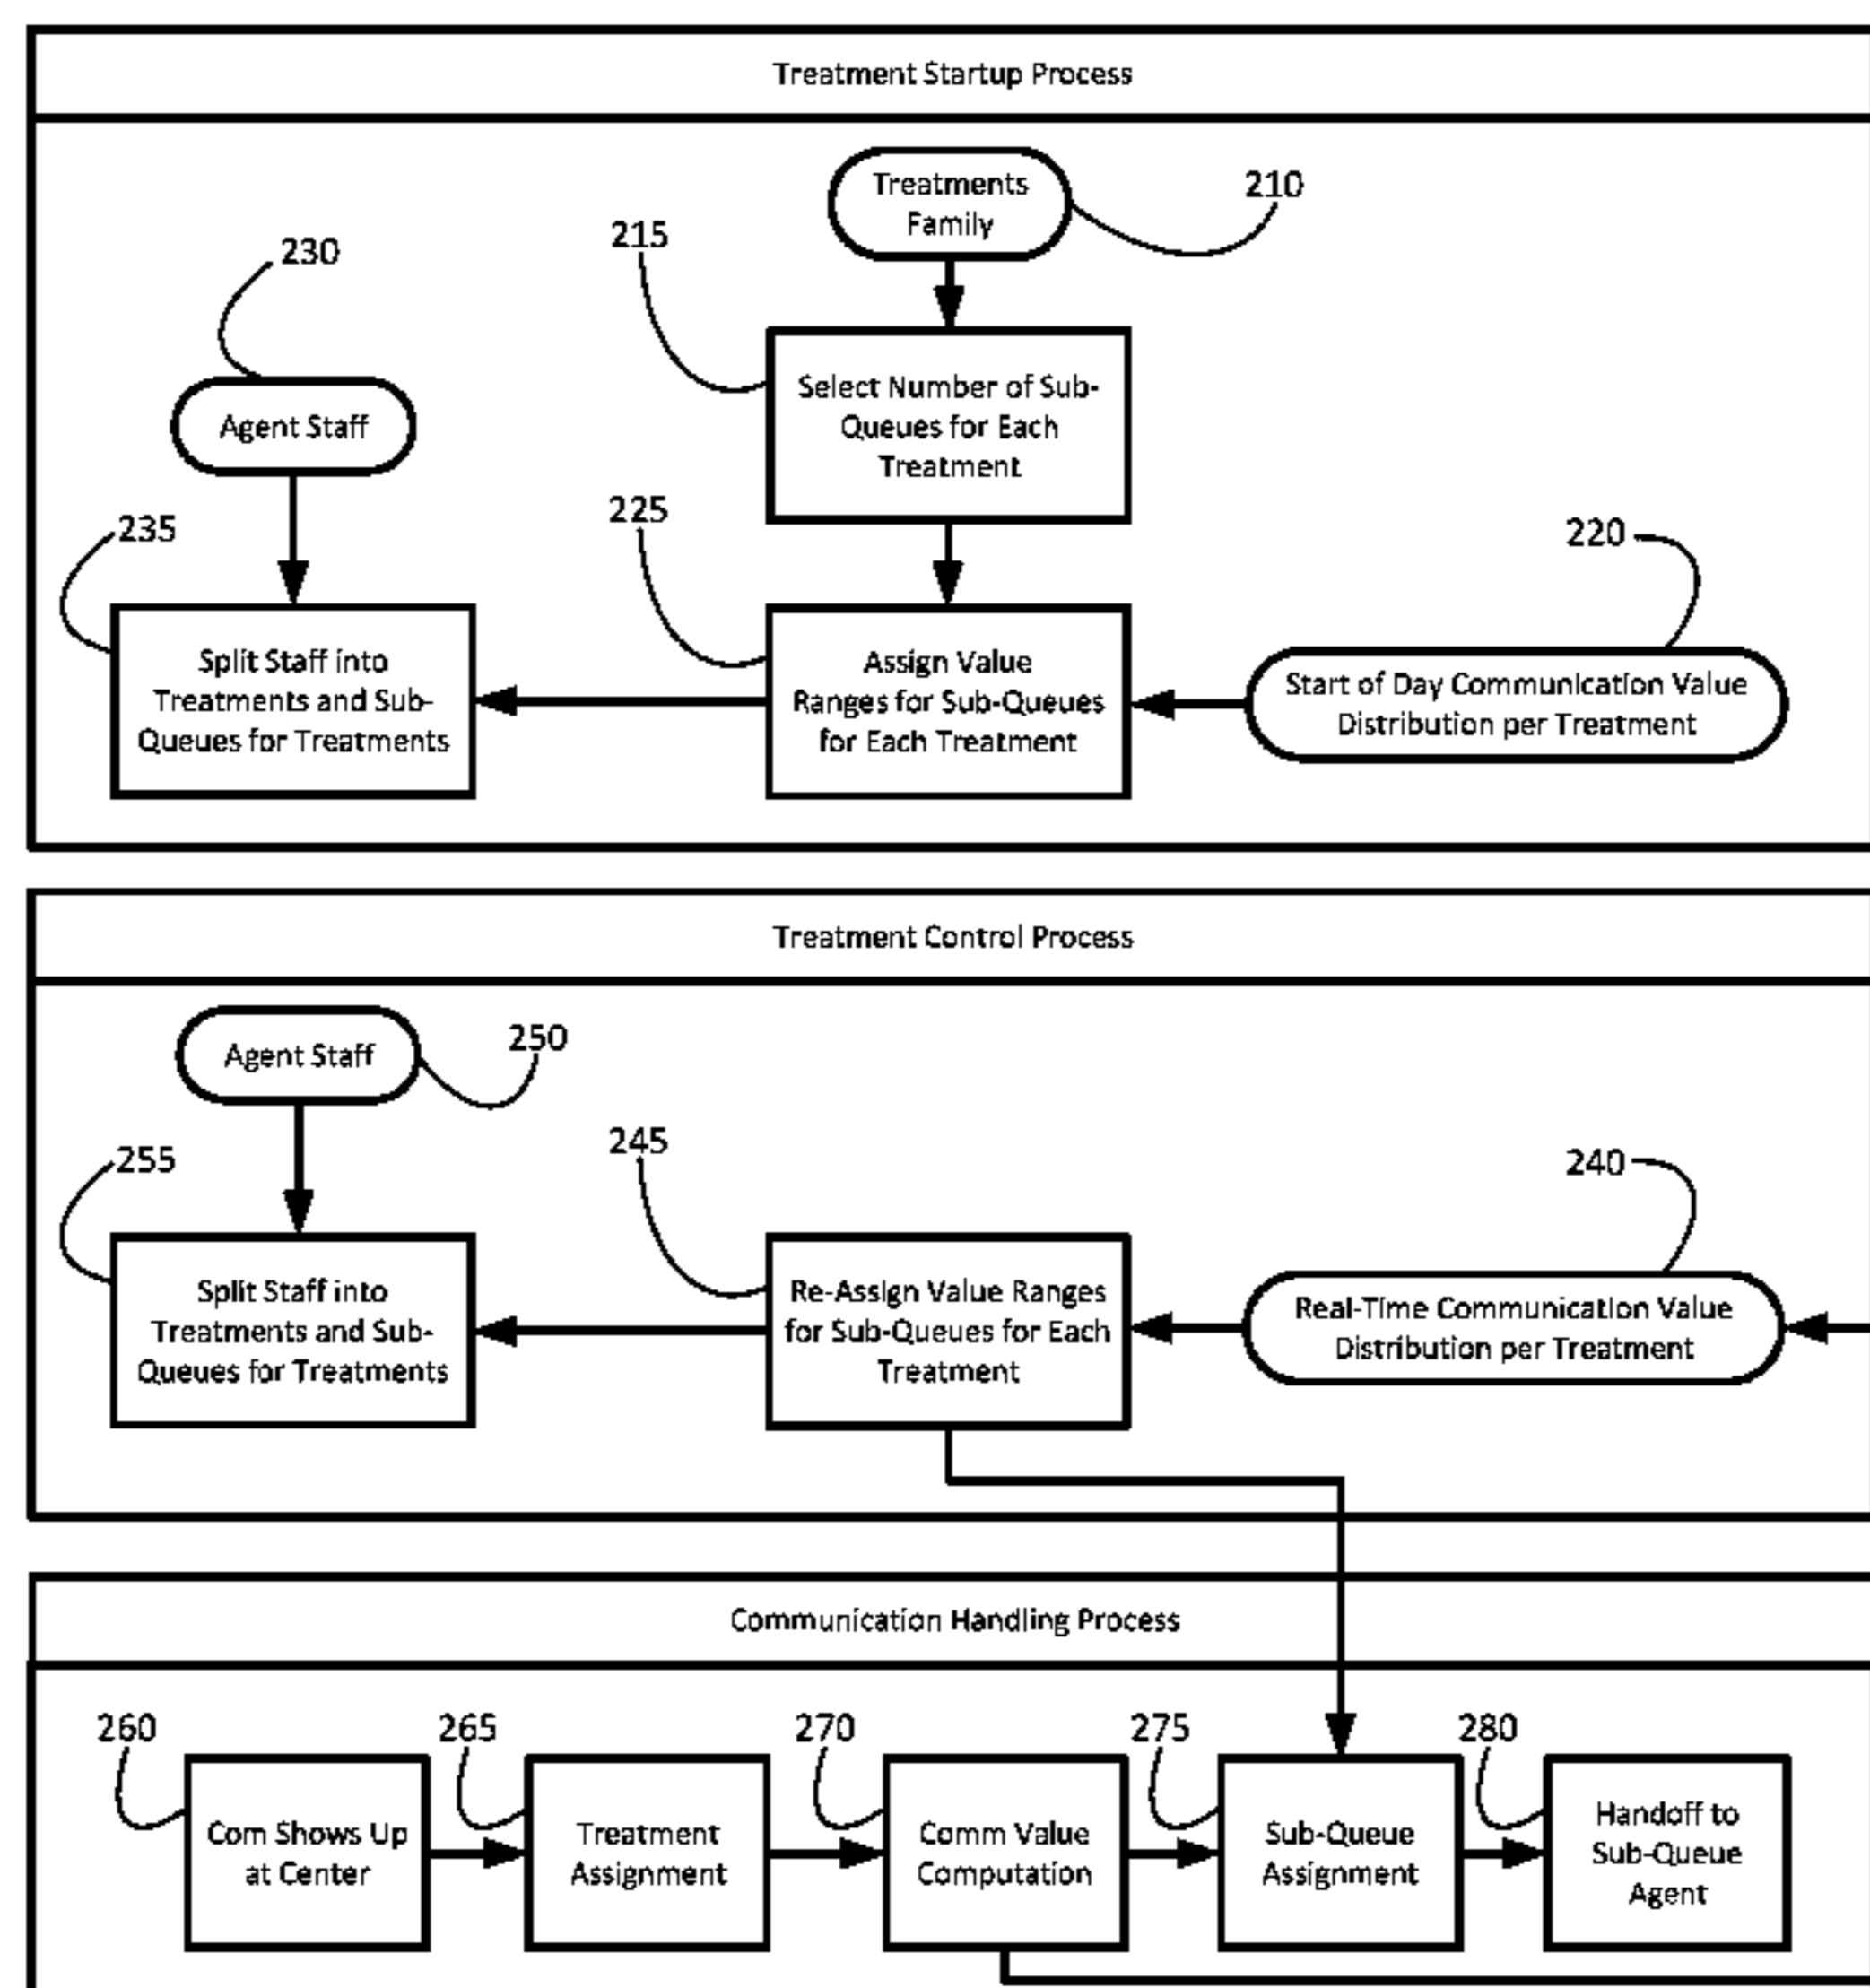 Treatment Startup Process
Treatments
Family
210
215
230
Select Number of Sub-
Queues for Each
Treatment
Agent Staff
225
235
220
Split Staff into
Treatments and Sub-
Queues for Treatments
Assign Value
Ranges for Sub-Queues
for Each Treatment
Start of Day Communication Value
Distribution per Treatment
Treatment Control Process
Agent Staff
250
245
255
240
Split Staff into
Treatments and Sub-
Queues for Treatments
Re-Assign Value Ranges
for Sub-Queues for Each
Treatment
Real-Time Communication Value
Distribution per Treatment
Communication Handling Process
260
265
270
275
280
Com Shows Up
at Center
Treatment
Assignment
Comm Value
Computation
Sub-Queue
Assignment
Handoff to
Sub-Queue
Agent